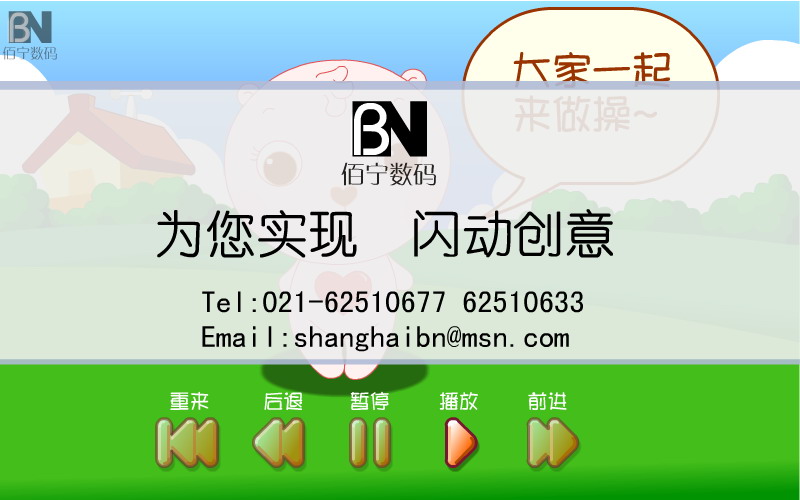 BN
佰宁数码
大家一起
来做操~
BN
佰宁数码
为您实现 闪动创意
Tel:021-62510677 62510633
Email:shanghaibn@msn.com
重来 后退 暂停 播放 前进